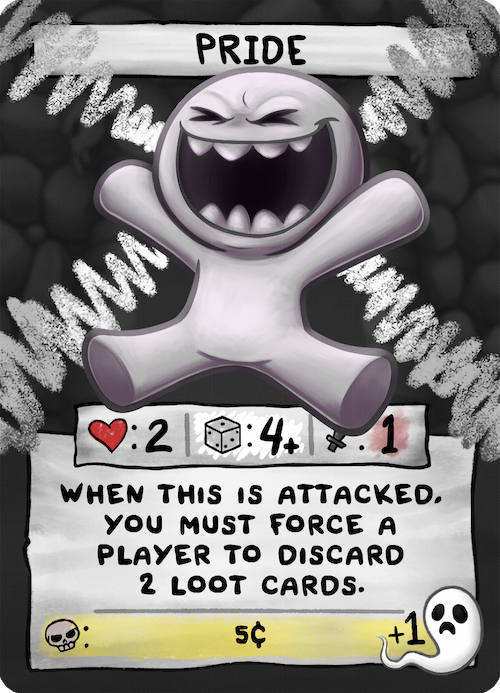 PRIDE
:2 :4+ : 1
WHEN THIS IS ATTACKED.
YOU MUST FORCE A
PLAYER TO DISCARD
2 LOOT CARDS.
: 5¢ +1